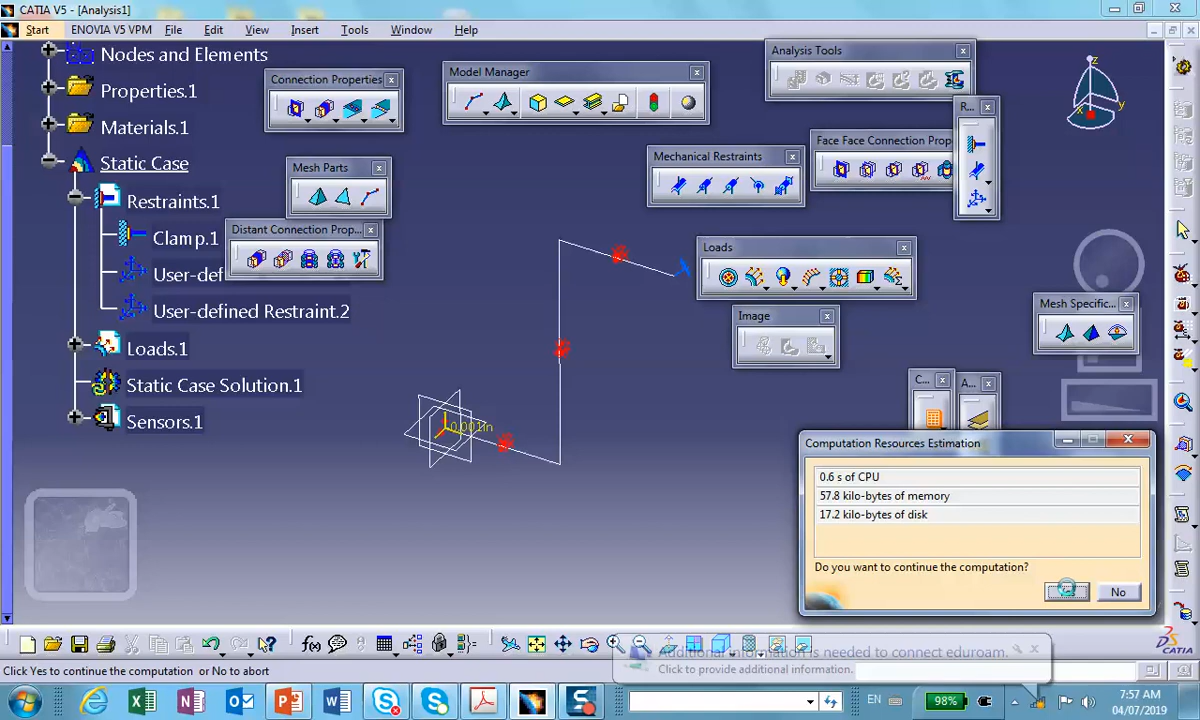 CATIA V5 - [Analysis1]
Start ENOVIA V5 VPM File Edit View Insert Tools Window Help
Nodes and Elements
Properties.1
Materials.1
Static Case
Restraints.1
Clamp.1
User-def
User-defined Restraint.2
Loads.1
Static Case Solution.1
Sensors.1
Connection Properties
Model Manager
Analysis Tools
R...
Face Face Connection Prop
Mesh Parts
Mechanical Restraints
Distant Connection Prop...
Loads
Image
Mesh Specific...
C...
A...
z
y
x
0.001in
Computation Resources Estimation
0.6 s of CPU
57.8 kilo-bytes of memory
17.2 kilo-bytes of disk
Do you want to continue the computation?
No
f(x)
Additional information is needed to connect eduroam.
Click to provide additional information.
CATIA
Click Yes to continue the computation or No to abort
EN
98%
7:57 AM
04/07/2019